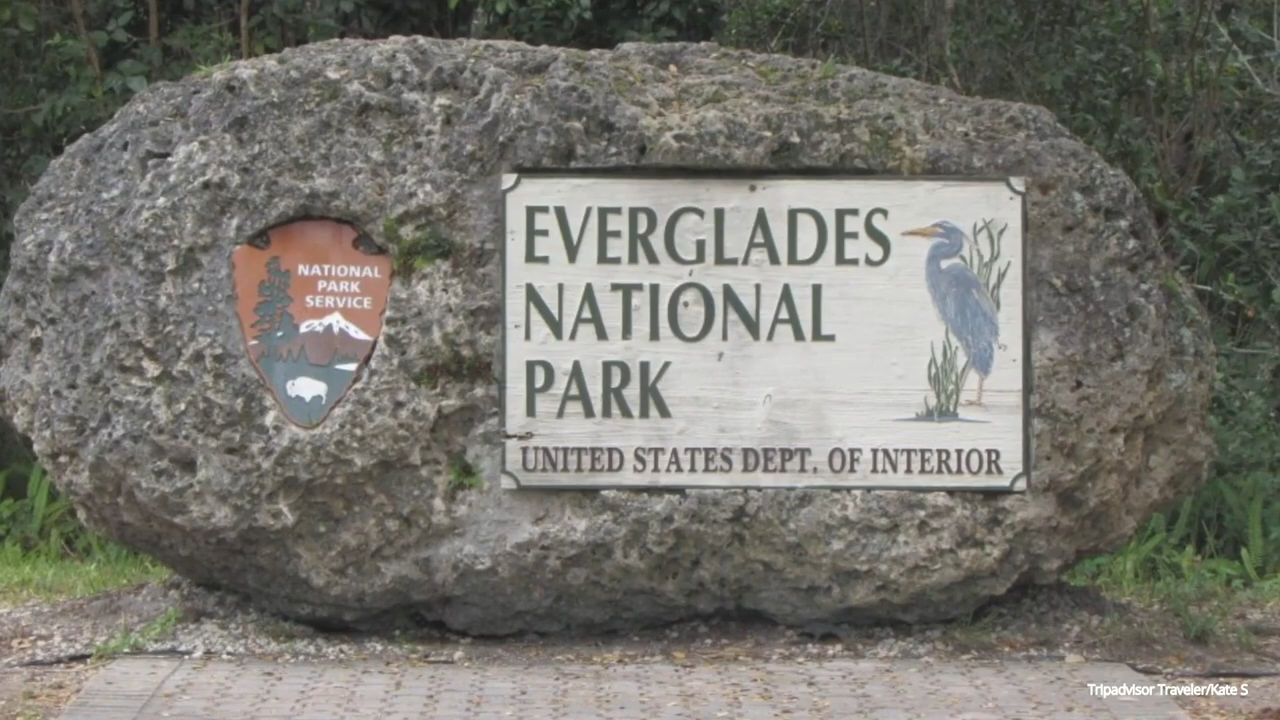 NATIONAL
PARK
SERVICE
EVERGLADES
NATIONAL
PARK
UNITED STATES DEPT. OF INTERIOR
Tripadvisor Traveler/Kate S